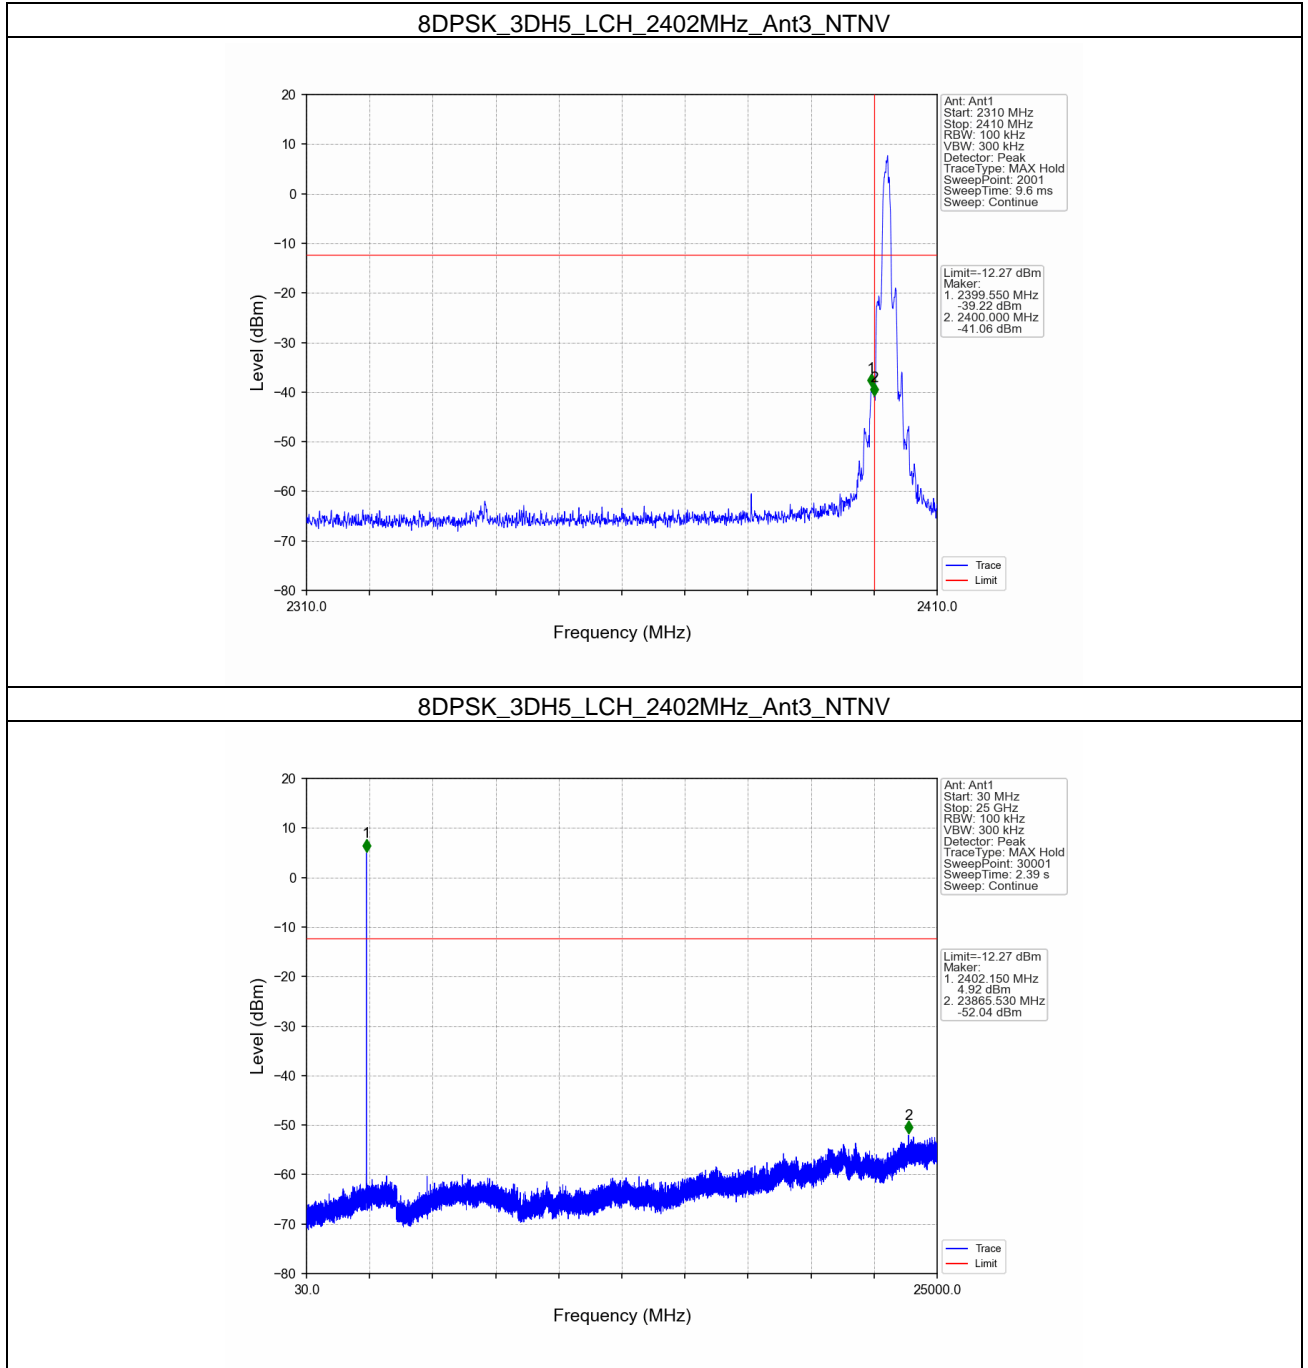 8DPSK_3DH5_LCH_2402MHz_Ant3_NTNV
20
10
0
−10
−20
−30
−40
−50
−60
−70
−80
Level (dBm)
1
2
2310.0
2410.0
Frequency (MHz)
Ant: Ant1
Start: 2310 MHz
Stop: 2410 MHz
RBW: 100 kHz
VBW: 300 kHz
Detector: Peak
TraceType: MAX Hold
SweepPoint: 2001
SweepTime: 9.6 ms
Sweep: Continue
Limit=-12.27 dBm
Maker:
1. 2399.550 MHz
-39.22 dBm
2. 2400.000 MHz
-41.06 dBm
Trace
Limit
8DPSK_3DH5_LCH_2402MHz_Ant3_NTNV
20
10
0
−10
−20
−30
−40
−50
−60
−70
−80
Level (dBm)
1
2
30.0
25000.0
Frequency (MHz)
Ant: Ant1
Start: 30 MHz
Stop: 25 GHz
RBW: 100 kHz
VBW: 300 kHz
Detector: Peak
TraceType: MAX Hold
SweepPoint: 30001
SweepTime: 2.39 s
Sweep: Continue
Limit=-12.27 dBm
Maker:
1. 2402.150 MHz
4.92 dBm
2. 23865.530 MHz
-52.04 dBm
Trace
Limit